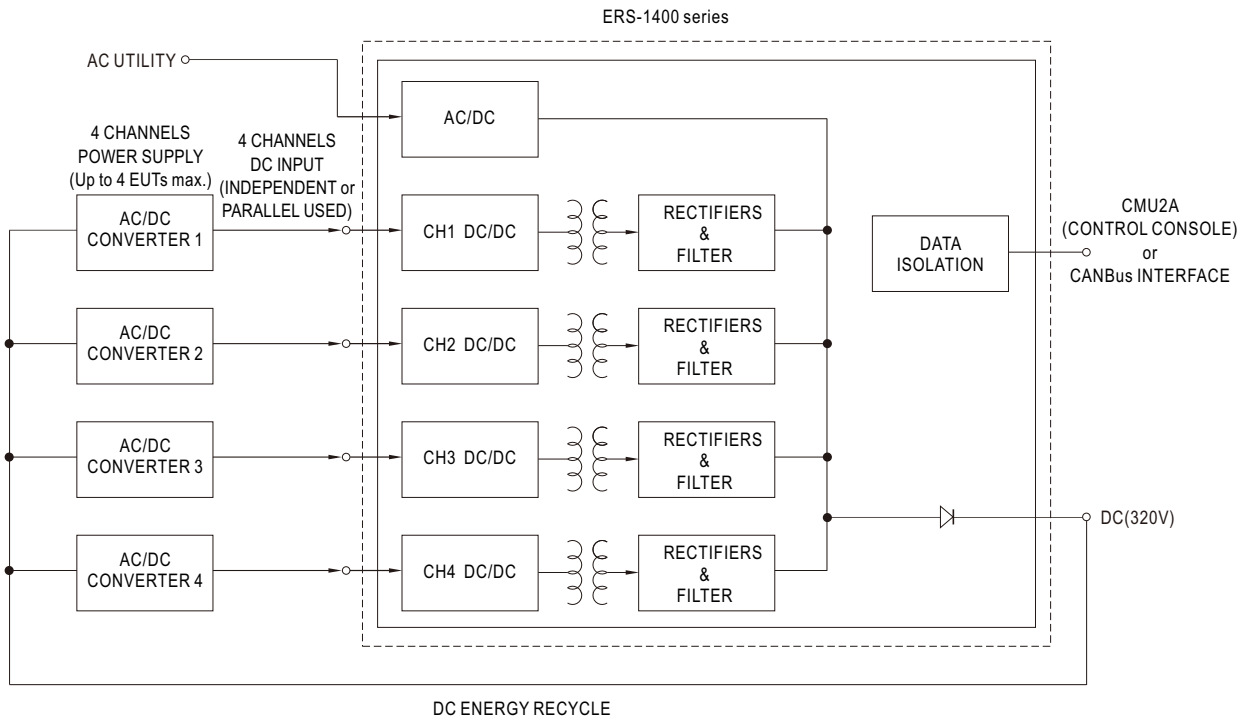 ERS-1400 series
AC UTILITY
AC/DC
4 CHANNELS
POWER SUPPLY
(Up to 4 EUTs max.)
4 CHANNELS
DC INPUT
(INDEPENDENT or
PARALLEL USED)
AC/DC
CONVERTER 1
CH1 DC/DC
RECTIFIERS
&
FILTER
DATA
ISOLATION
CMU2A
(CONTROL CONSOLE)
or
CANBus INTERFACE
AC/DC
CONVERTER 2
CH2 DC/DC
RECTIFIERS
&
FILTER
AC/DC
CONVERTER 3
CH3 DC/DC
RECTIFIERS
&
FILTER
DC(320V)
AC/DC
CONVERTER 4
CH4 DC/DC
RECTIFIERS
&
FILTER
DC ENERGY RECYCLE